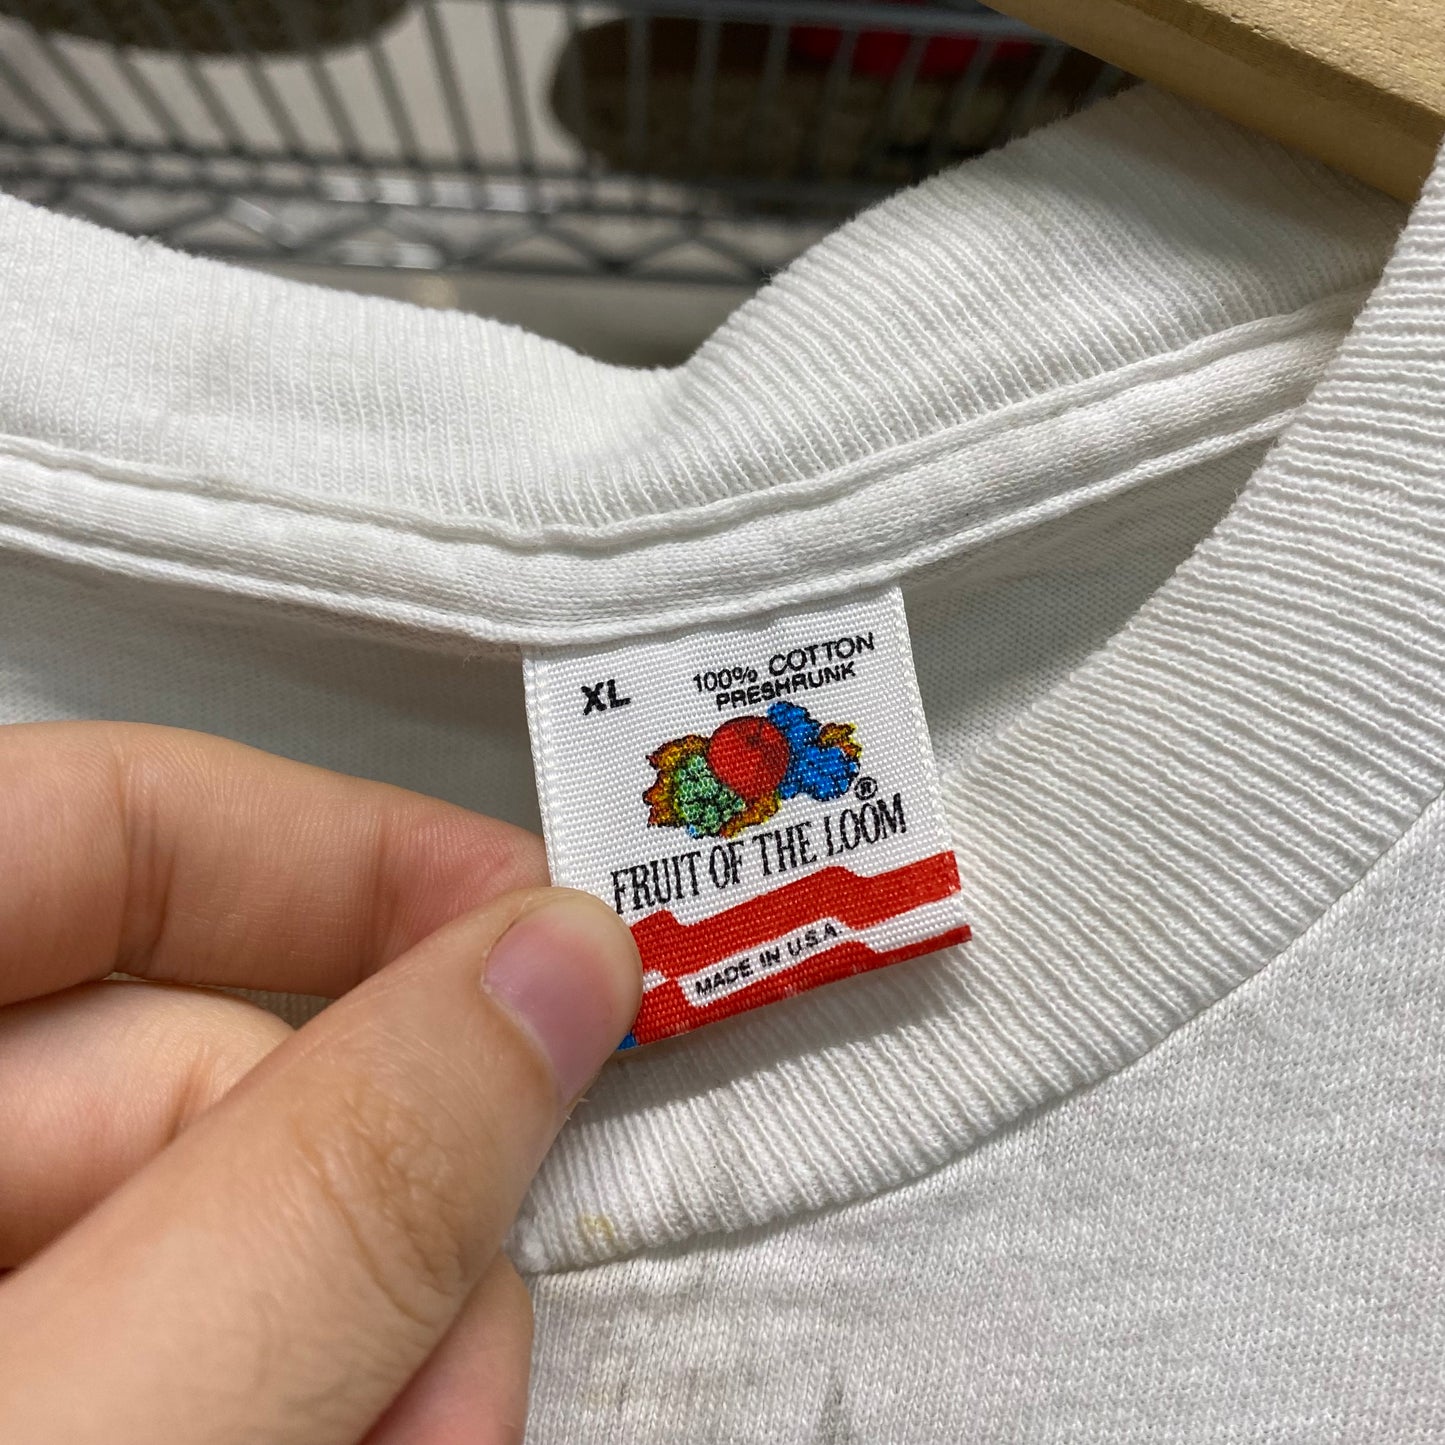 XL
100% COTTON
PRESHRUNK
®
FRUIT OF THE LOOM
MADE IN U.S.A.